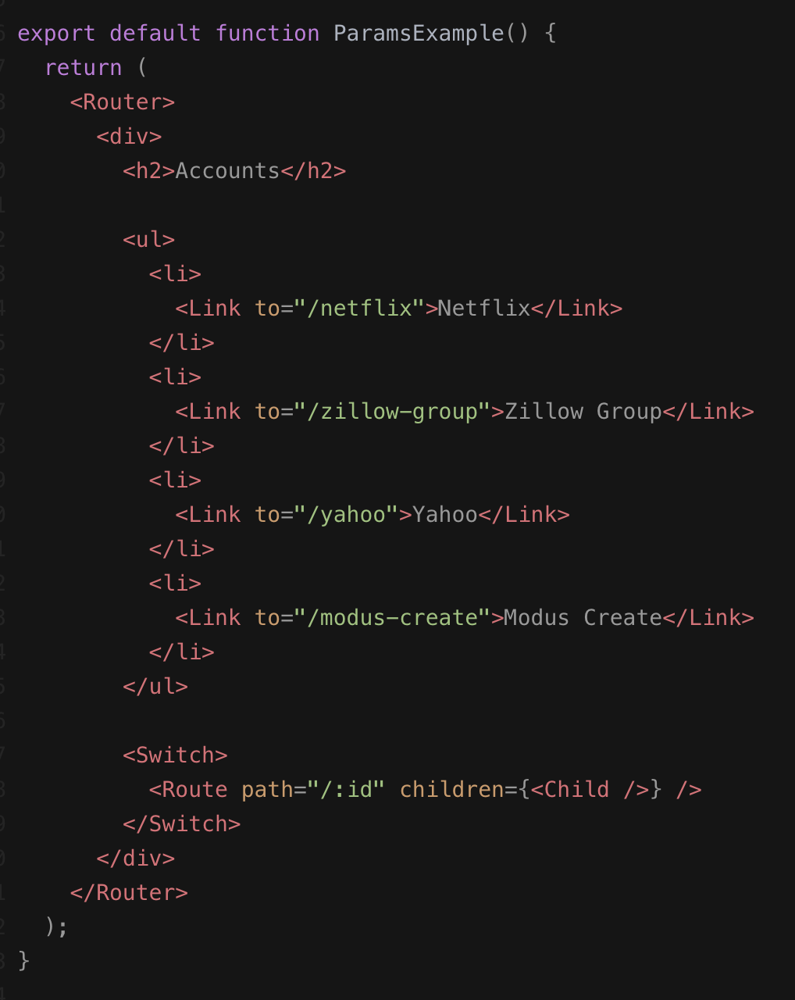 export default function ParamsExample() {
  return (
    <Router>
      <div>
        <h2>Accounts</h2>

        <ul>
          <li>
            <Link to="/netflix">Netflix</Link>
          </li>
          <li>
            <Link to="/zillow-group">Zillow Group</Link>
          </li>
          <li>
            <Link to="/yahoo">Yahoo</Link>
          </li>
          <li>
            <Link to="/modus-create">Modus Create</Link>
          </li>
        </ul>

        <Switch>
          <Route path="/:id" children={<Child />} />
        </Switch>
      </div>
    </Router>
  );
}